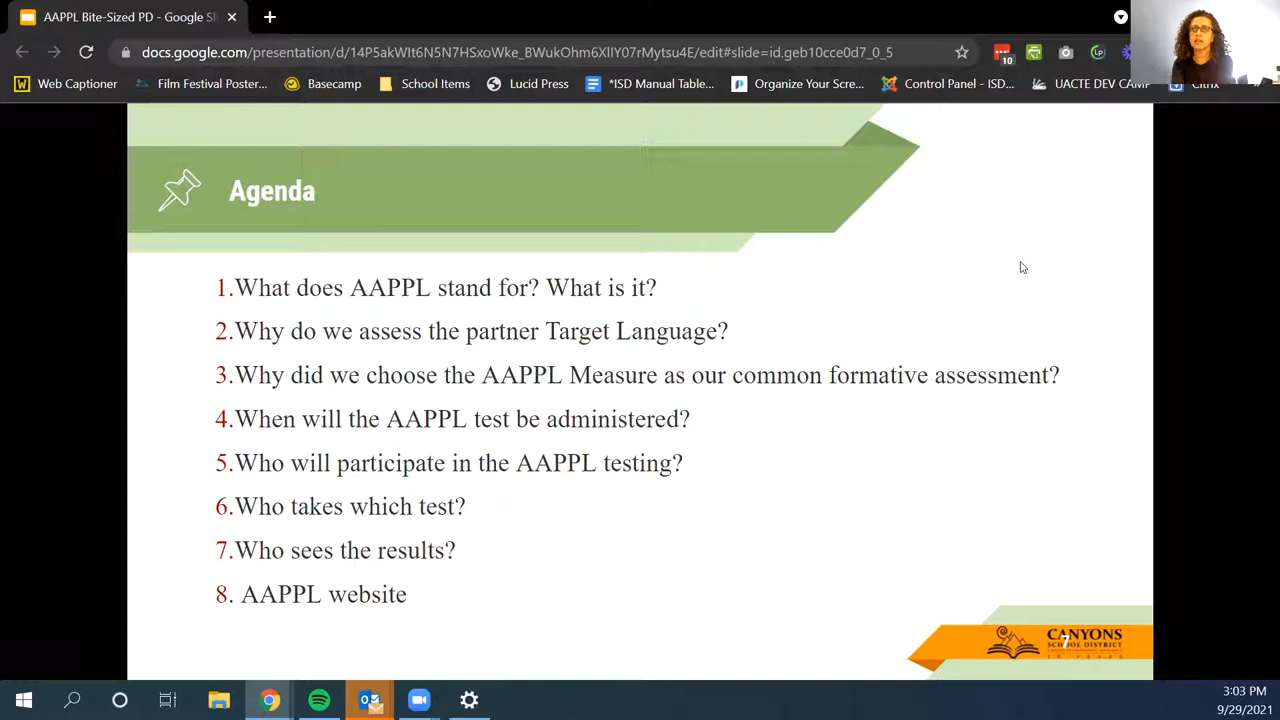 AAPPL Bite-Sized PD - Google Sl
docs.google.com/presentation/d/14P5akWIt6N5N7HSxoWke_BWukOhm6XlIY07rMytsu4E/edit#slide=id.geb10cce0d7_0_5
10
Web Captioner
Film Festival Poster...
Basecamp
School Items
Lucid Press
*ISD Manual Table...
Organize Your Scre...
Control Panel - ISD...
UACTE DEV CAMP
Citrix
Agenda
1.What does AAPPL stand for? What is it?
2.Why do we assess the partner Target Language?
3.Why did we choose the AAPPL Measure as our common formative assessment?
4.When will the AAPPL test be administered?
5.Who will participate in the AAPPL testing?
6.Who takes which test?
7.Who sees the results?
8. AAPPL website
7
CANYONS
SCHOOL DISTRICT
3:03 PM
9/29/2021